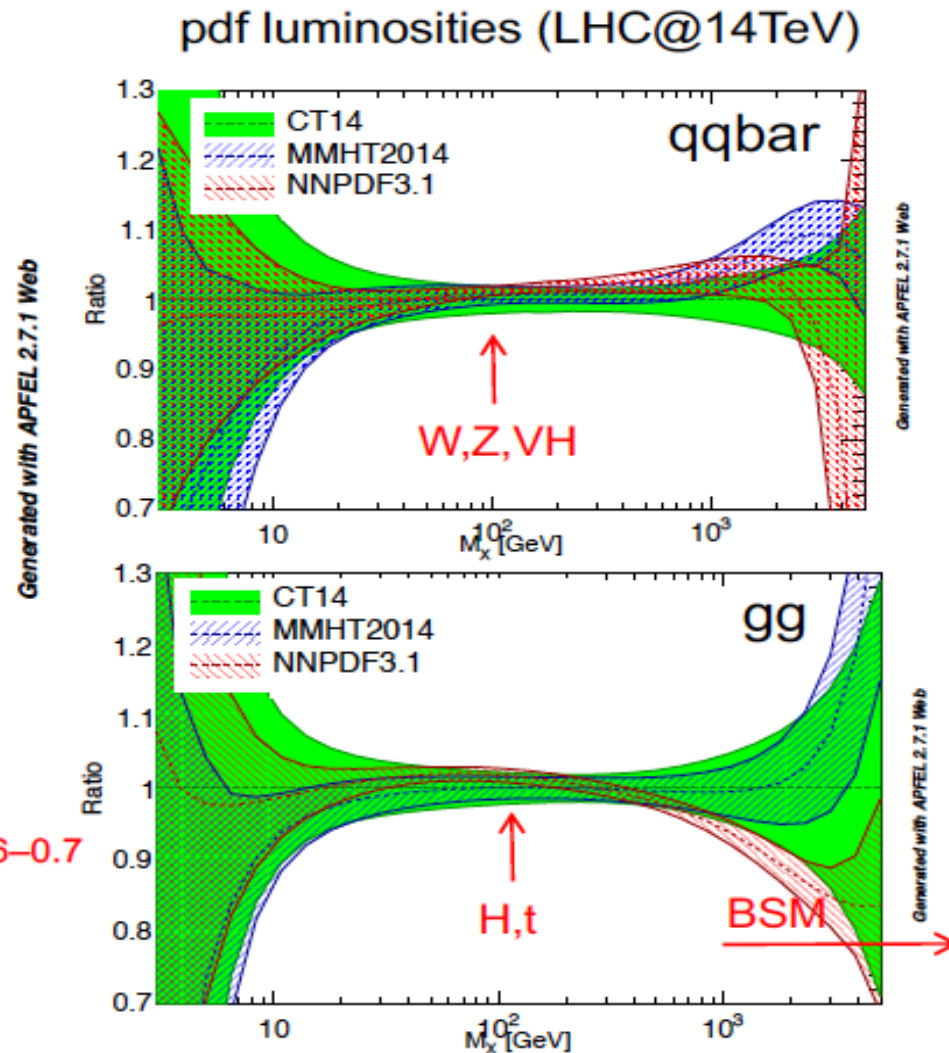 pdf luminosities (LHC@14TeV)
Generated with APFEL 2.7.1 Web
1.3
1.2
1.1
1
0.9
0.8
0.7
Ratio
CT14
MMHT2014
NNPDF3.1
qqbar
W,Z,VH
10
10²
10³
Mₓ [GeV]
Generated with APFEL 2.7.1 Web
1.3
1.2
1.1
1
0.9
0.8
0.7
Ratio
CT14
MMHT2014
NNPDF3.1
gg
–0.7
H,t
BSM
10
10²
10³
Mₓ [GeV]
Generated with APFEL 2.7.1 Web